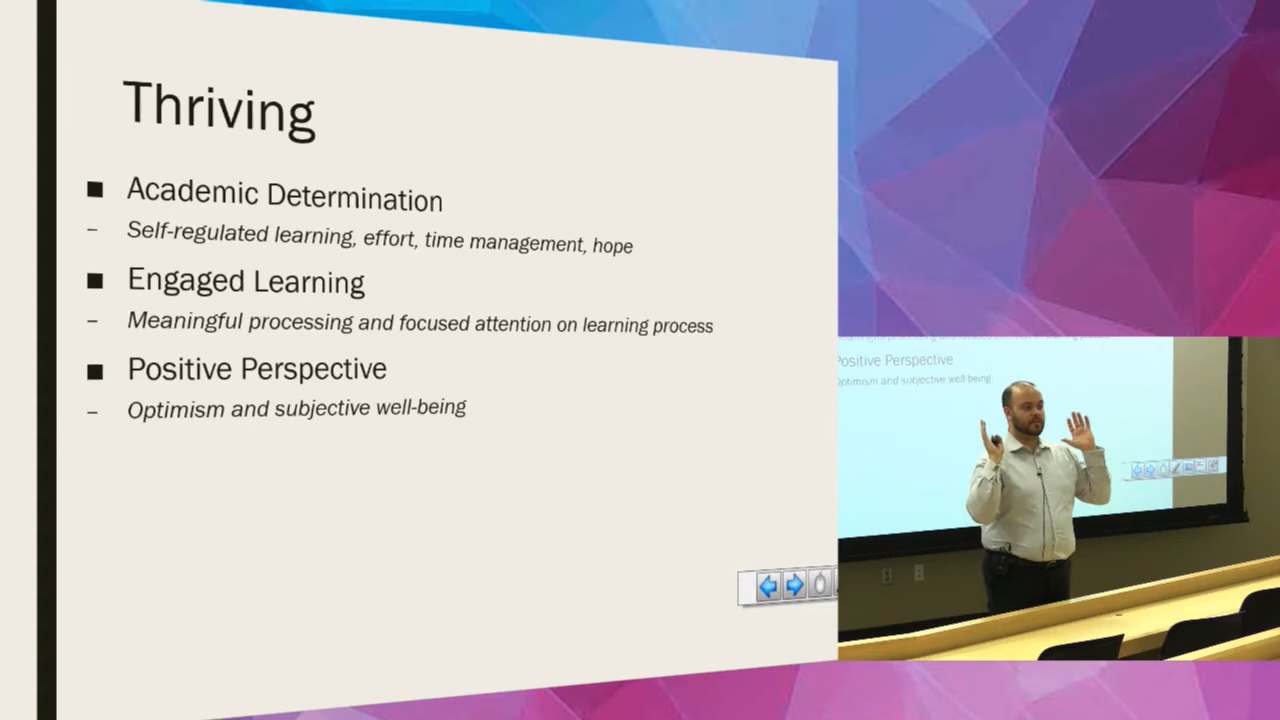 Thriving
■ Academic Determination
– Self-regulated learning, effort, time management, hope
■ Engaged Learning
– Meaningful processing and focused attention on learning process
■ Positive Perspective
– Optimism and subjective well-being
Positive Perspective
Optimism and subjective well being